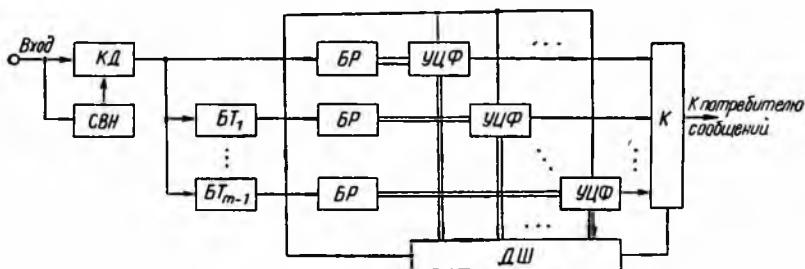 Вход
КД
СВН
БР
УЦФ
БТ₁
БР
УЦФ
БТₘ₋₁
БР
УЦФ
К
К потребителю
сообщений
ДШ